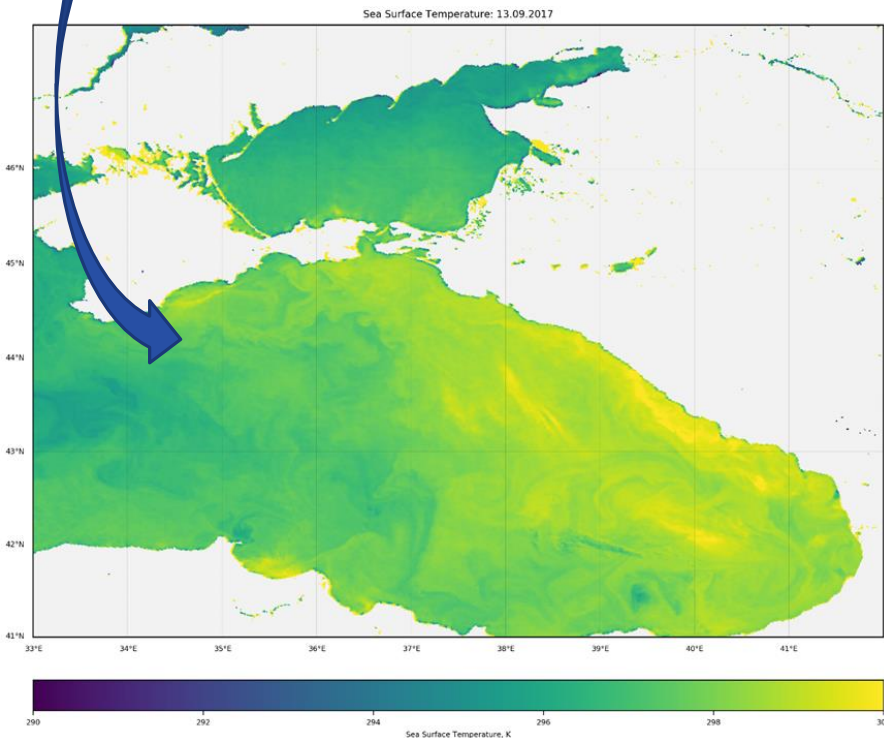 Sea Surface Temperature: 13.09.2017
46°N
45°N
44°N
43°N
42°N
41°N
33°E 34°E 35°E 36°E 37°E 38°E 39°E 40°E 41°E
290 292 294 296 298 30
Sea Surface Temperature, K